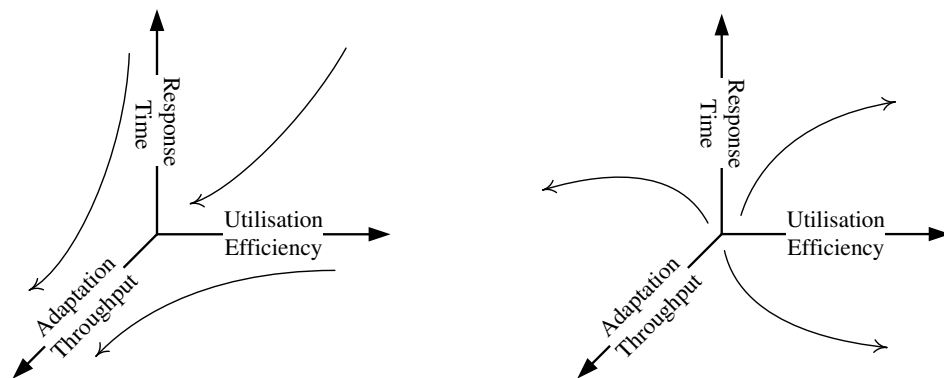 Response
Time
Utilisation
Efficiency
Adaptation
Throughput
Response
Time
Utilisation
Efficiency
Adaptation
Throughput